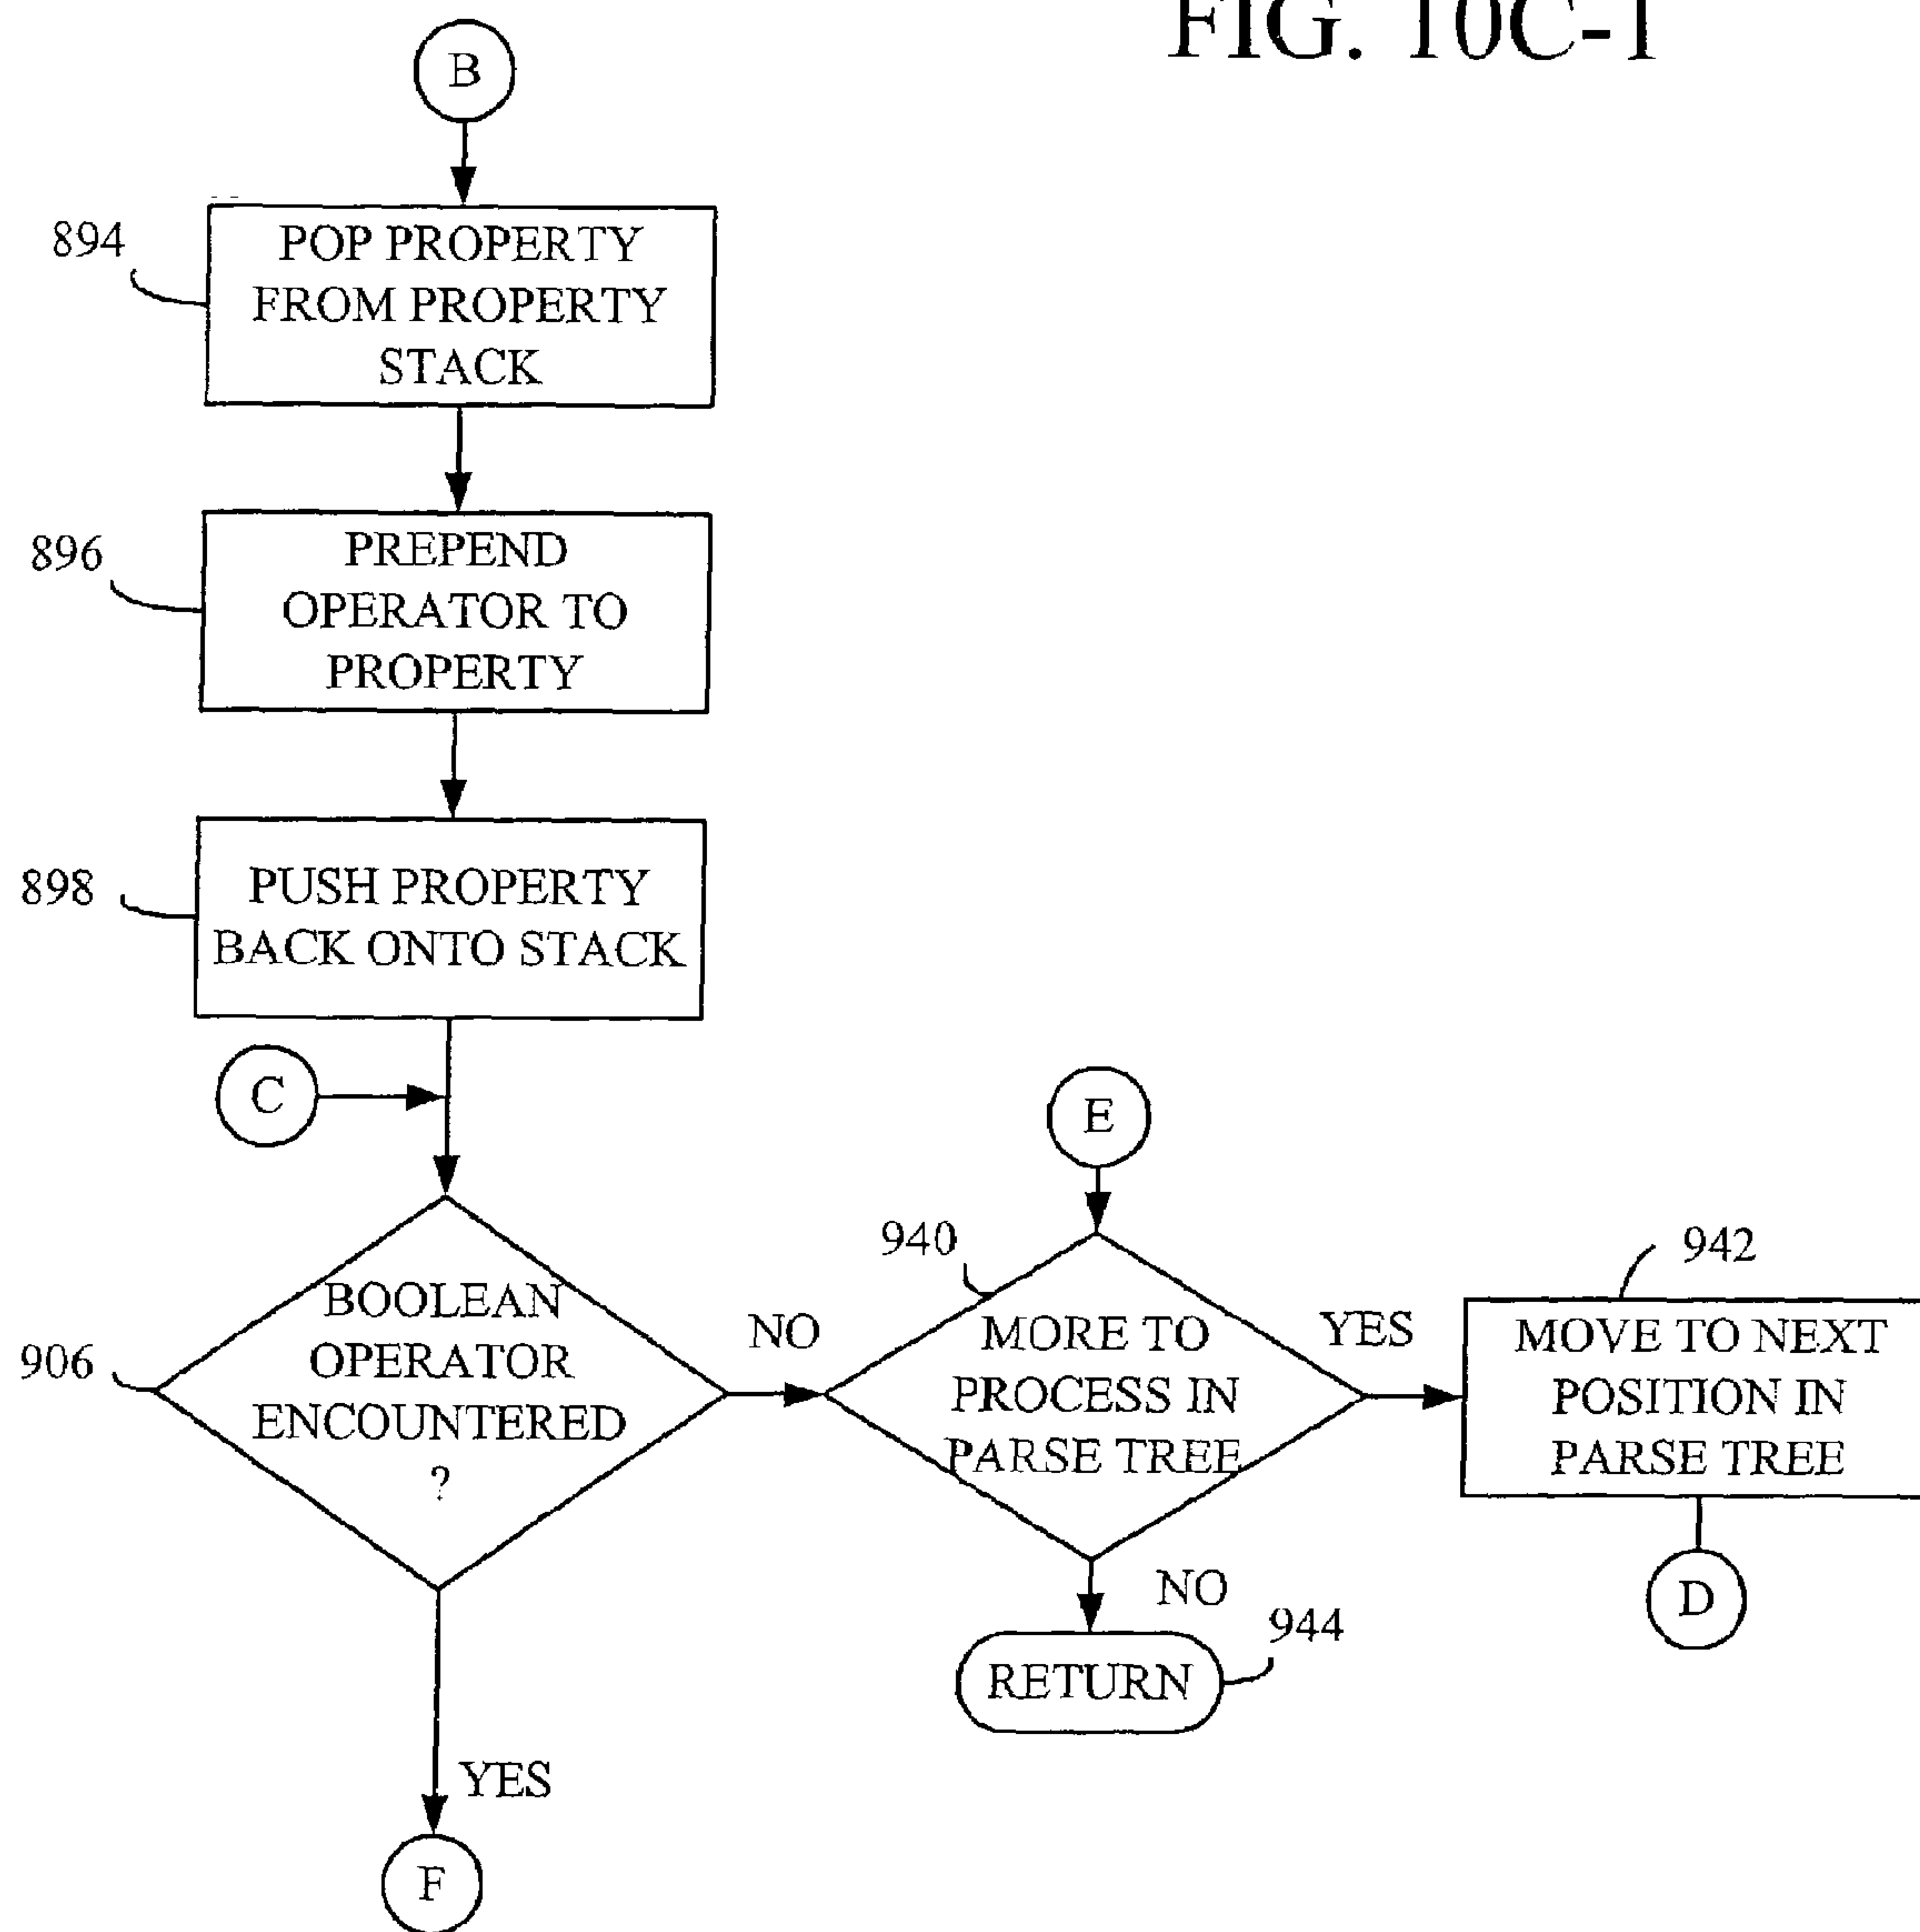 FIG. 10C-1
B
894
POP PROPERTY
FROM PROPERTY
STACK
896
PREPEND
OPERATOR TO
PROPERTY
898
PUSH PROPERTY
BACK ONTO STACK
C
E
906
BOOLEAN
OPERATOR
ENCOUNTERED
?
NO
940
MORE TO
PROCESS IN
PARSE TREE
YES
942
MOVE TO NEXT
POSITION IN
PARSE TREE
D
NO
944
RETURN
YES
F